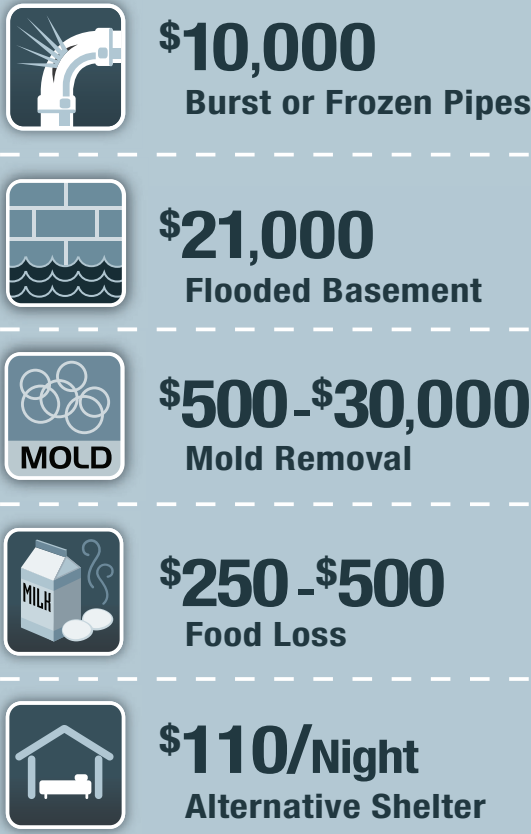 $10,000
Burst or Frozen Pipes
$21,000
Flooded Basement
MOLD
$500-$30,000
Mold Removal
MILK
$250-$500
Food Loss
$110/Night
Alternative Shelter